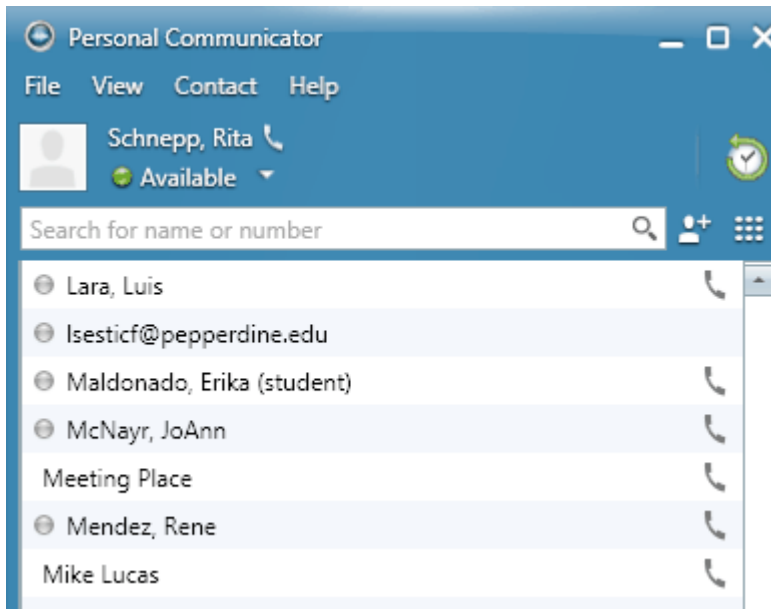 Personal Communicator
File View Contact Help
Schnepp, Rita
Available
Search for name or number
Lara, Luis
lsesticf@pepperdine.edu
Maldonado, Erika (student)
McNayr, JoAnn
Meeting Place
Mendez, Rene
Mike Lucas